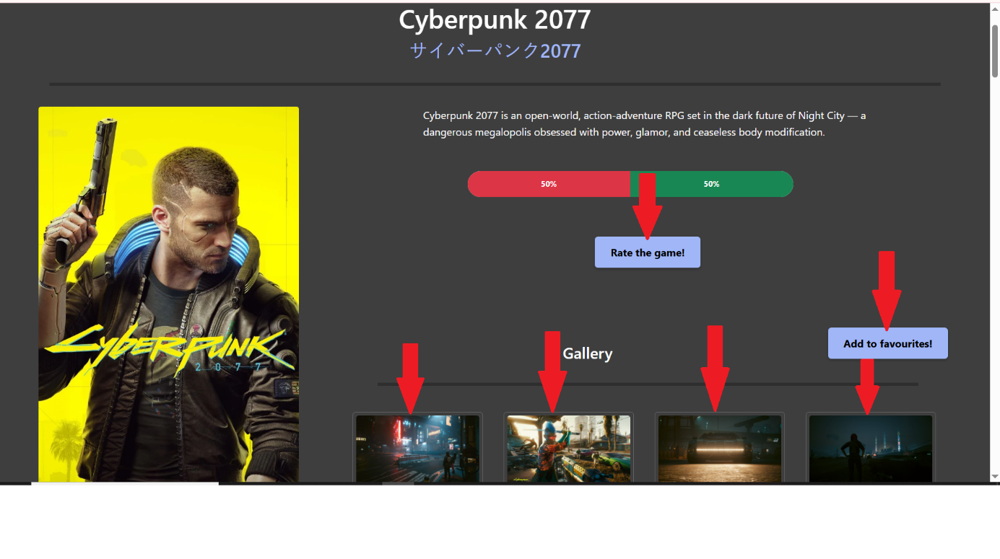 Cyberpunk 2077
サイバーパンク2077
Cyberpunk 2077 is an open-world, action-adventure RPG set in the dark future of Night City — a
dangerous megalopolis obsessed with power, glamor, and ceaseless body modification.
50% 50%
Rate the game!
CYBERPUNK
2077
Add to favourites!
Gallery